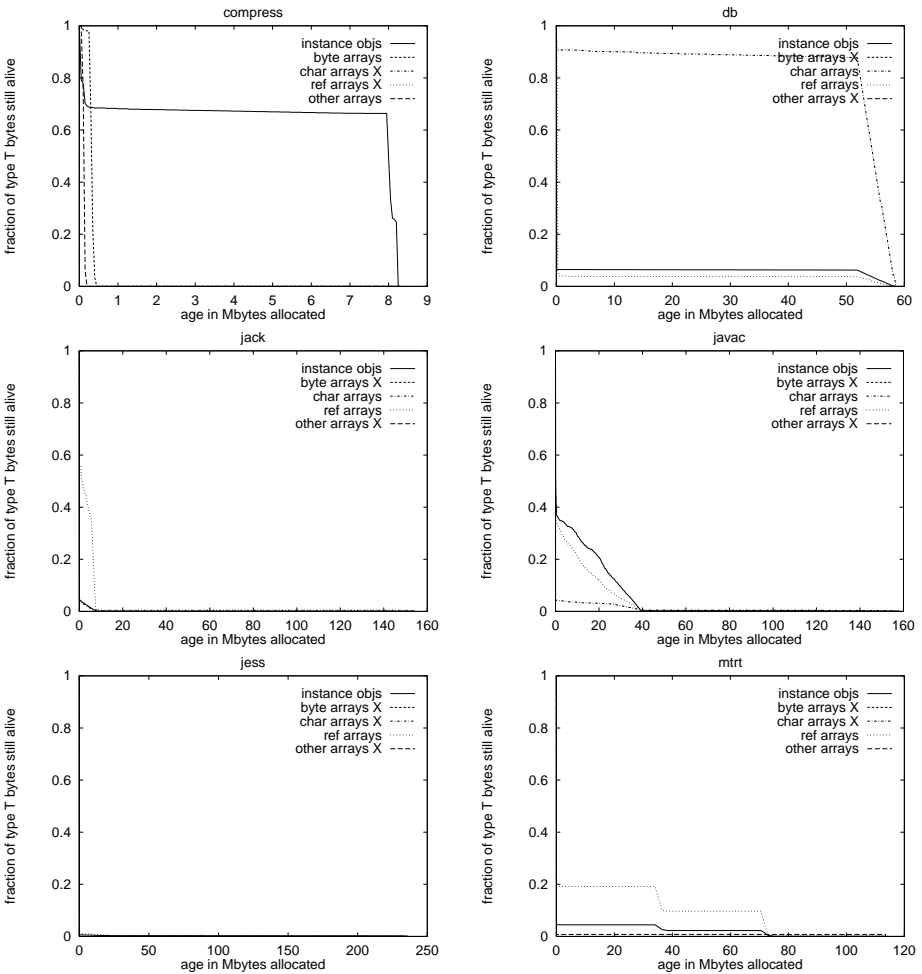 compress
fraction of type T bytes still alive
1
0.8
0.6
0.4
0.2
0
instance objs
byte arrays
char arrays X
ref arrays X
other arrays
0 1 2 3 4 5 6 7 8 9
age in Mbytes allocated
db
fraction of type T bytes still alive
1
0.8
0.6
0.4
0.2
0
instance objs
byte arrays X
char arrays
ref arrays
other arrays X
0 10 20 30 40 50 60
age in Mbytes allocated
jack
fraction of type T bytes still alive
1
0.8
0.6
0.4
0.2
0
instance objs
byte arrays X
char arrays
ref arrays
other arrays X
0 20 40 60 80 100 120 140 160
age in Mbytes allocated
javac
fraction of type T bytes still alive
1
0.8
0.6
0.4
0.2
0
instance objs
byte arrays X
char arrays
ref arrays
other arrays X
0 20 40 60 80 100 120 140 160
age in Mbytes allocated
jess
fraction of type T bytes still alive
1
0.8
0.6
0.4
0.2
0
instance objs
byte arrays X
char arrays X
ref arrays
other arrays X
0 50 100 150 200 250
age in Mbytes allocated
mtrt
fraction of type T bytes still alive
1
0.8
0.6
0.4
0.2
0
instance objs
byte arrays X
char arrays X
ref arrays
other arrays
0 20 40 60 80 100 120
age in Mbytes allocated